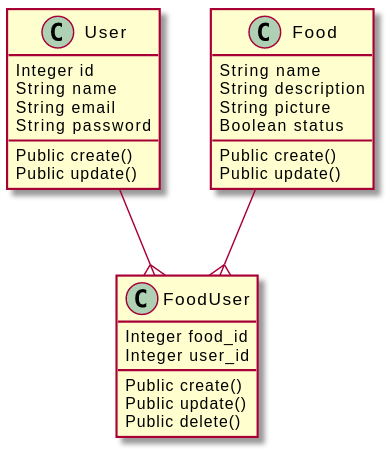 C User
Integer id
String name
String email
String password
Public create()
Public update()
C Food
String name
String description
String picture
Boolean status
Public create()
Public update()
C FoodUser
Integer food_id
Integer user_id
Public create()
Public update()
Public delete()